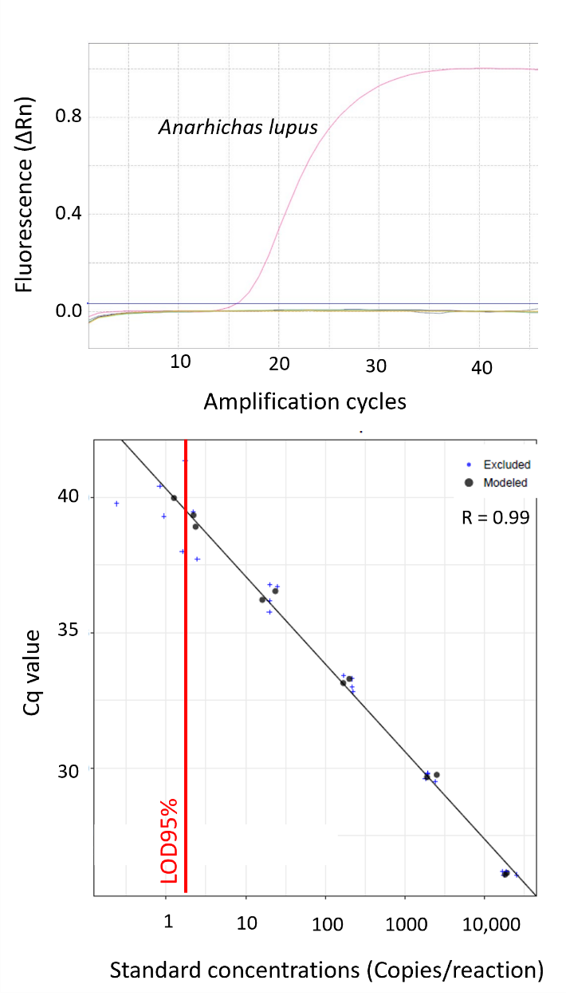 Fluorescence (ΔRn)
0.8
0.4
0.0
Anarhichas lupus
10 20 30 40
Amplification cycles
Cq value
40
35
30
Excluded
Modeled
R = 0.99
LOD95%
1 10 100 1000 10,000
Standard concentrations (Copies/reaction)